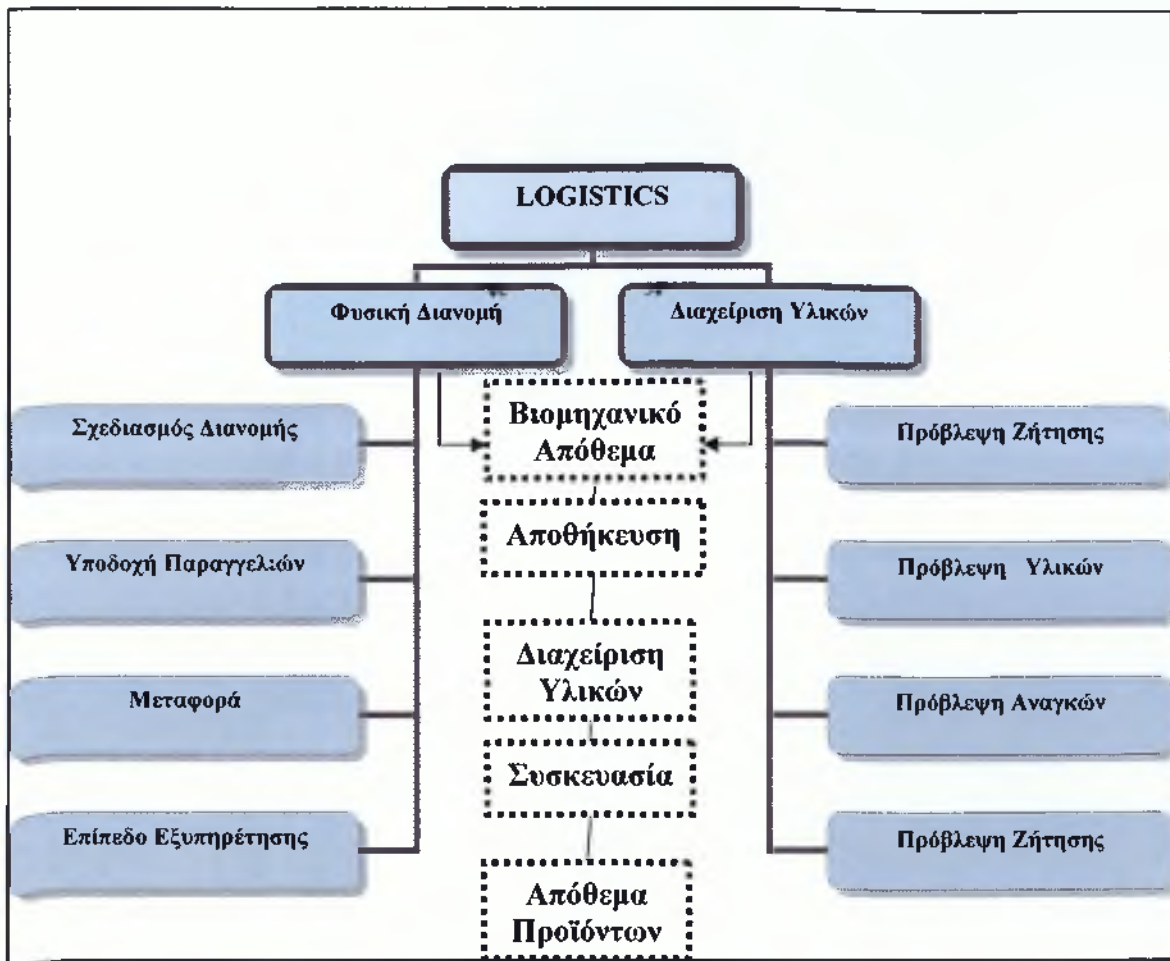 LOGISTICS
Φυσική Διανομή
Διαχείριση Υλικών
Σχεδιασμός Διανομής
Υποδοχή Παραγγελιών
Μεταφορά
Επίπεδο Εξυπηρέτησης
Βιομηχανικό
Απόθεμα
Αποθήκευση
Διαχείριση
Υλικών
Συσκευασία
Απόθεμα
Προϊόντων
Πρόβλεψη Ζήτησης
Πρόβλεψη Υλικών
Πρόβλεψη Αναγκών
Πρόβλεψη Ζήτησης